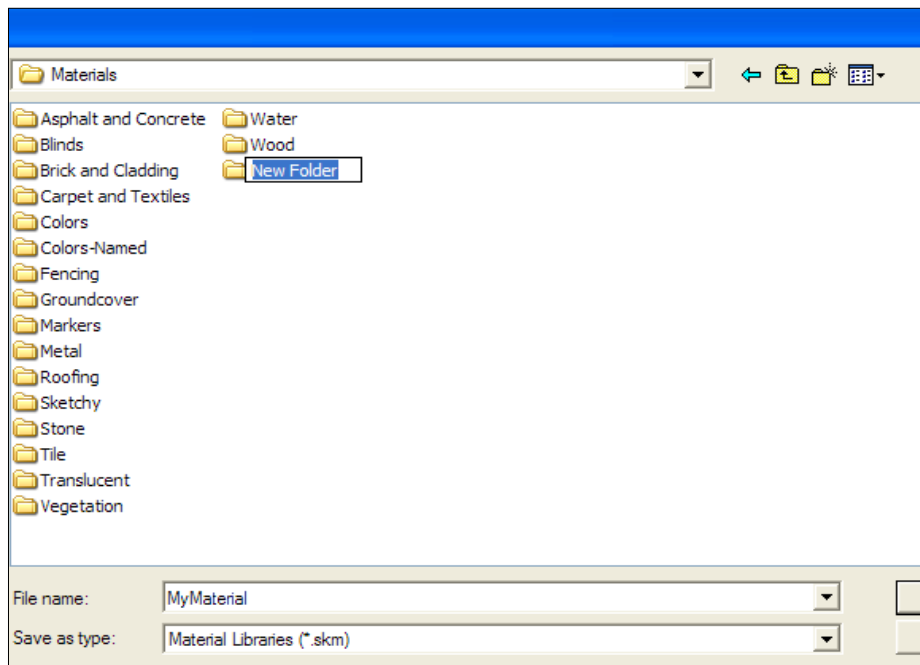 Materials
Asphalt and Concrete
Blinds
Brick and Cladding
Carpet and Textiles
Colors
Colors-Named
Fencing
Groundcover
Markers
Metal
Roofing
Sketchy
Stone
Tile
Translucent
Vegetation
Water
Wood
New Folder
File name: MyMaterial
Save as type: Material Libraries (*.skm)